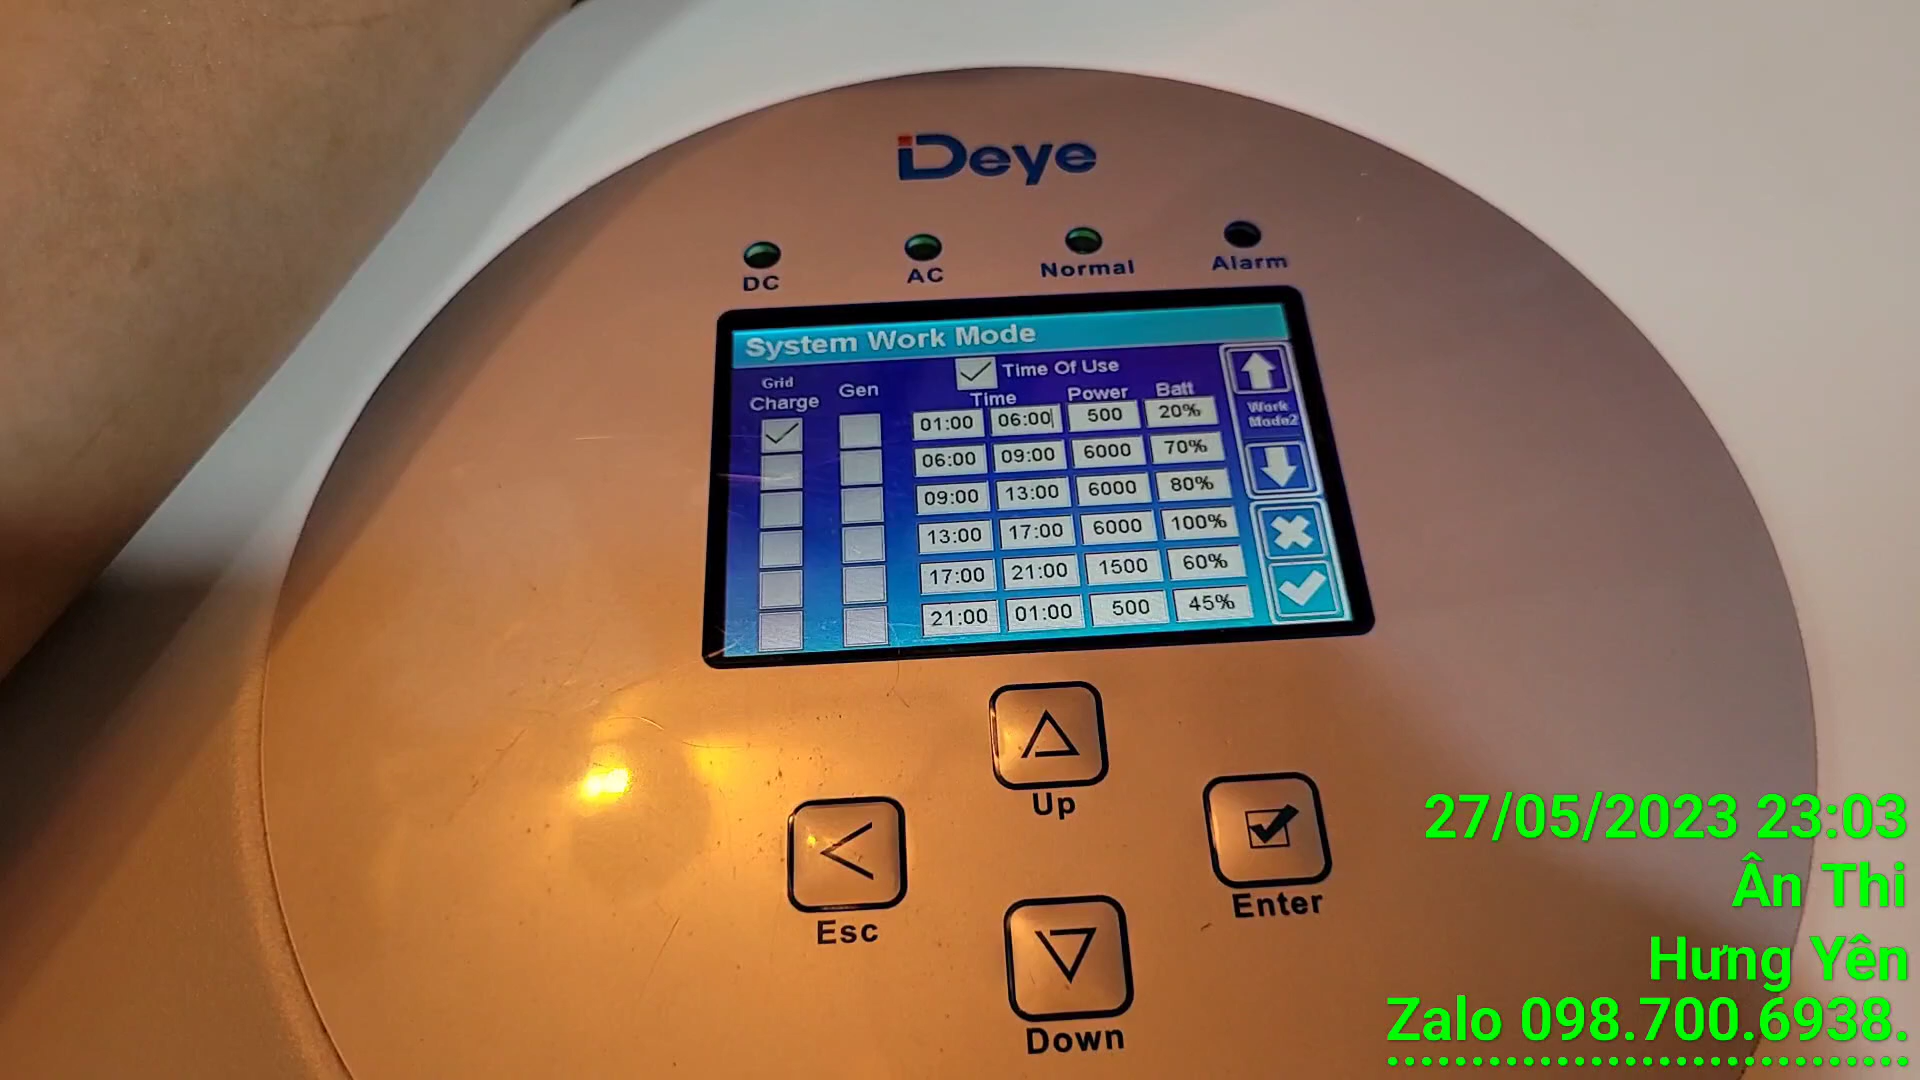 Deye
DC AC Normal Alarm
System Work Mode
Grid Charge Gen Time Of Use
Time Power Batt
01:00 06:00 500 20%
06:00 09:00 6000 70%
09:00 13:00 6000 80%
13:00 17:00 6000 100%
17:00 21:00 1500 60%
21:00 01:00 500 45%
Work Mode2
Up
Esc
Enter
Down
27/05/2023 23:03
Ân Thi
Hưng Yên
Zalo 098.700.6938.